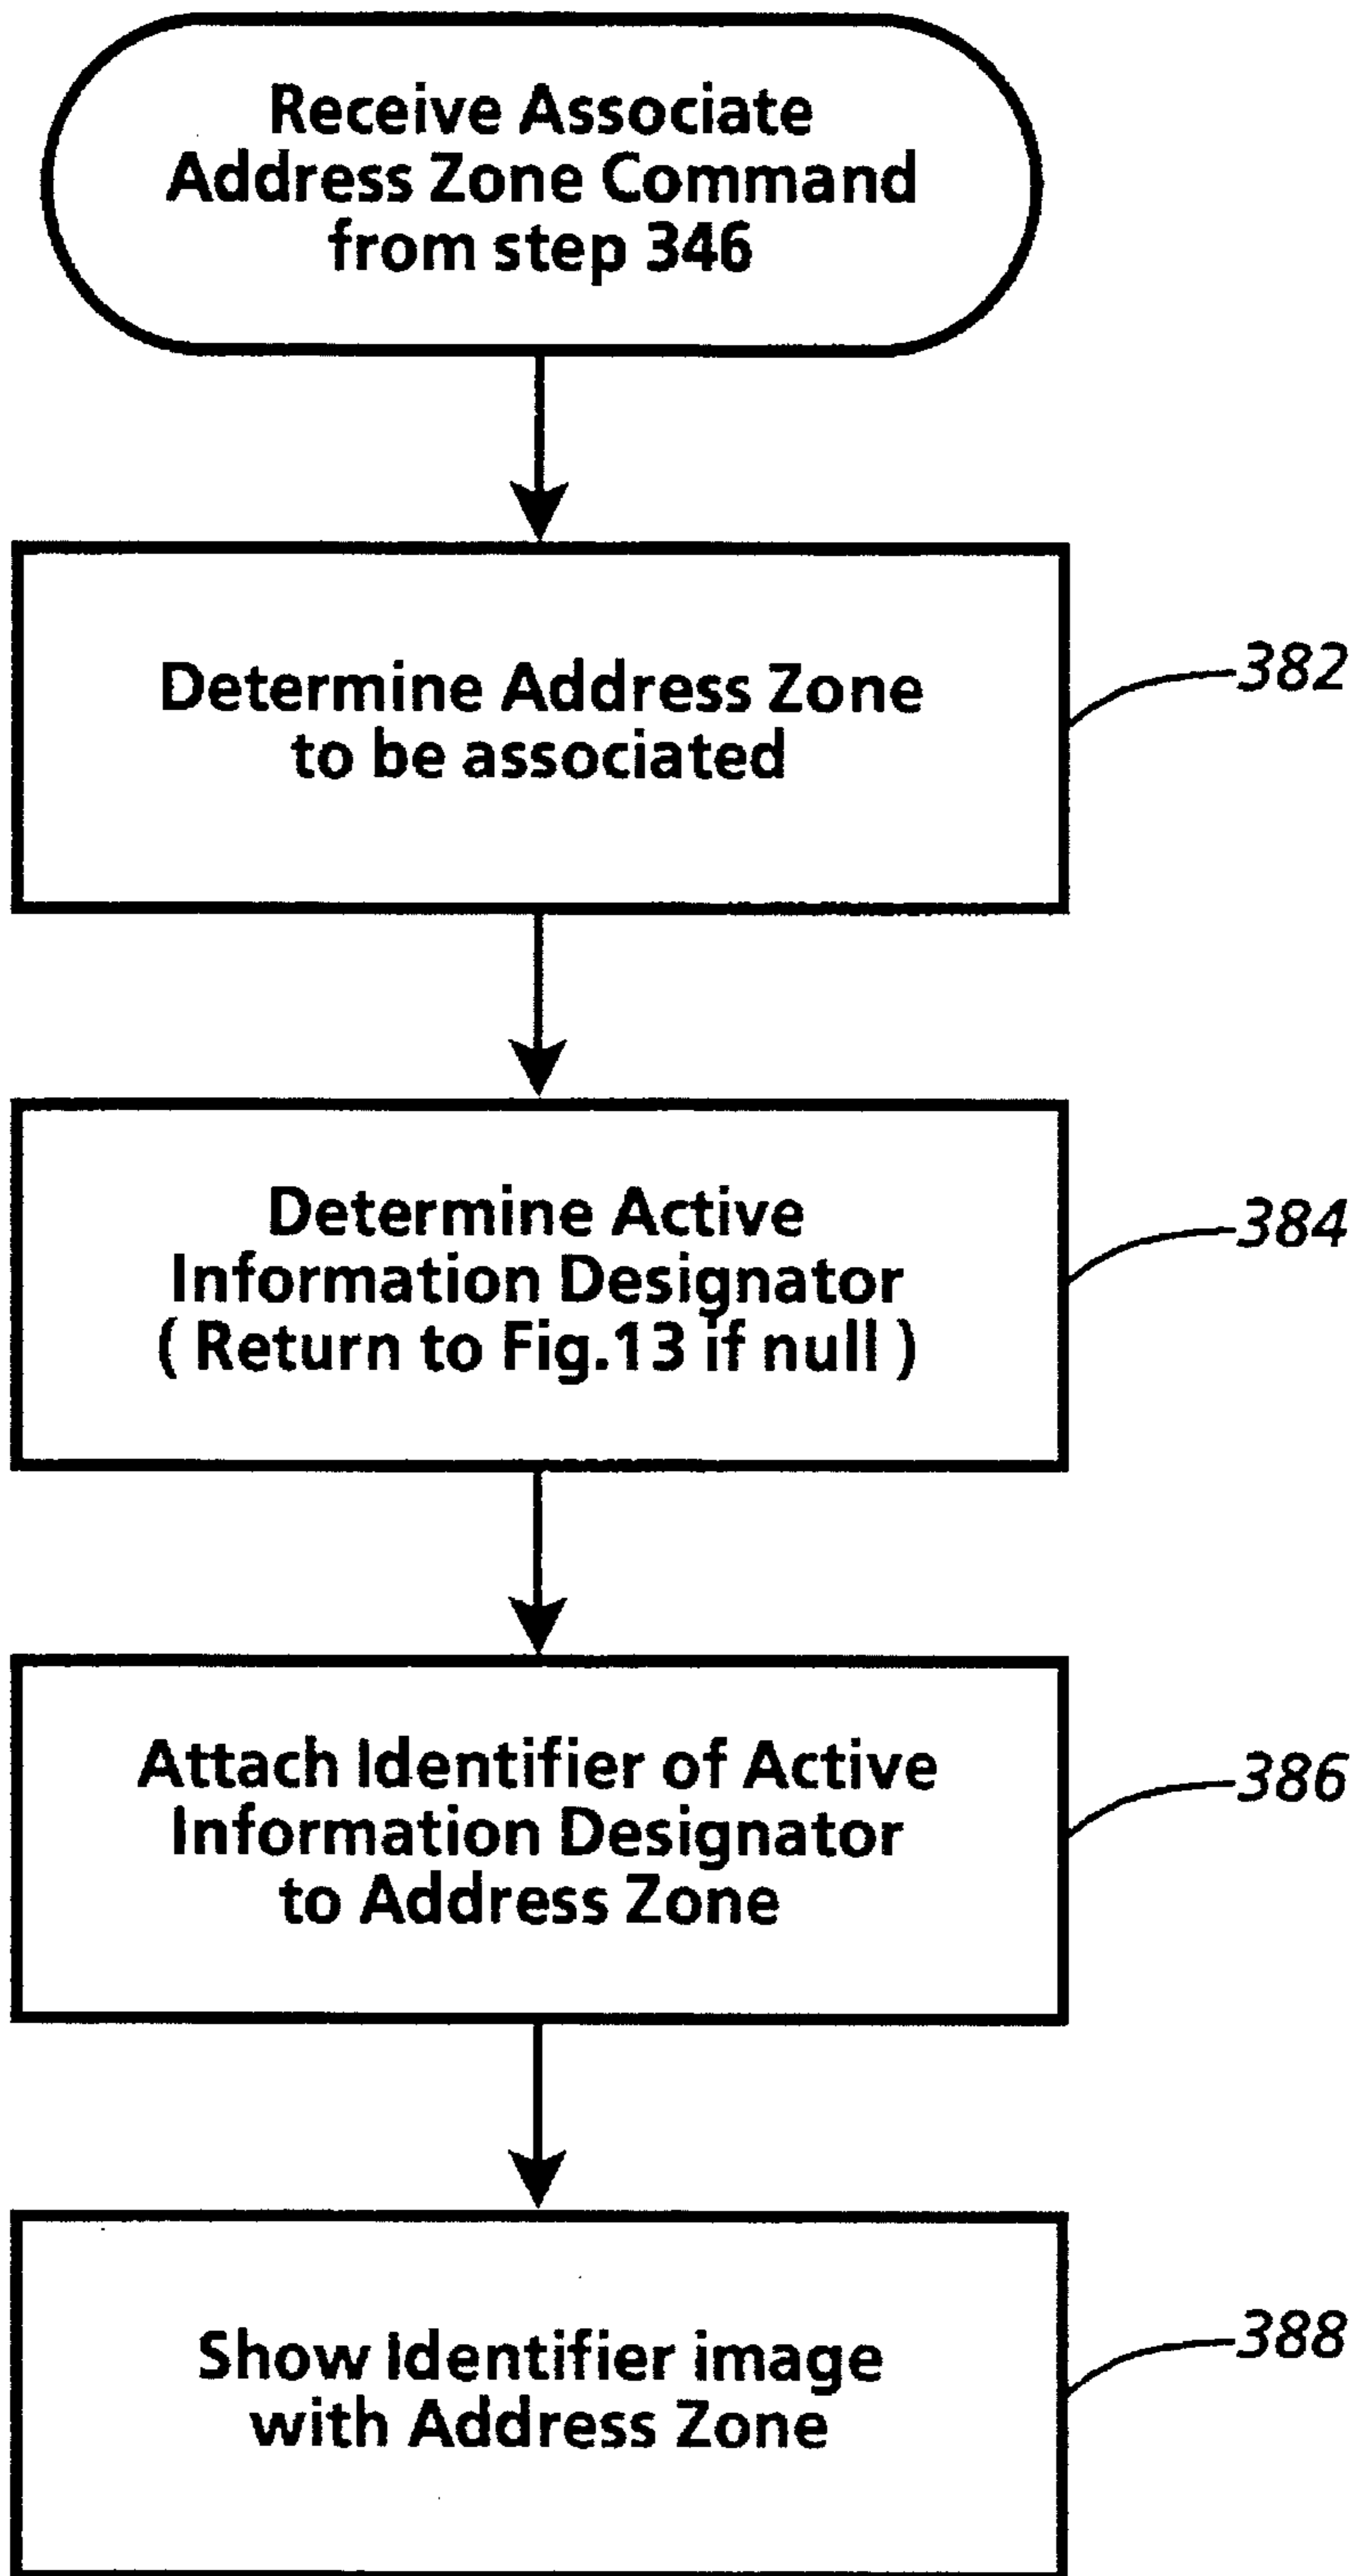 Receive Associate
Address Zone Command
from step 346
Determine Address Zone
to be associated
382
Determine Active
Information Designator
( Return to Fig.13 if null )
384
Attach Identifier of Active
Information Designator
to Address Zone
386
Show Identifier image
with Address Zone
388